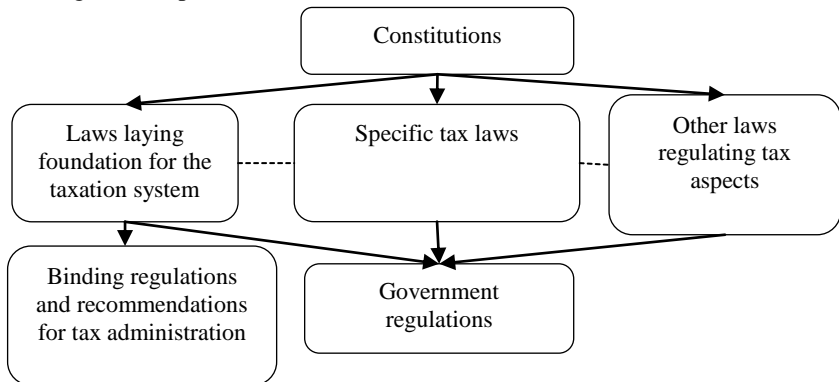 Constitutions
Laws laying
foundation for the
taxation system
Specific tax laws
Other laws
regulating tax
aspects
Binding regulations
and recommendations
for tax administration
Government
regulations